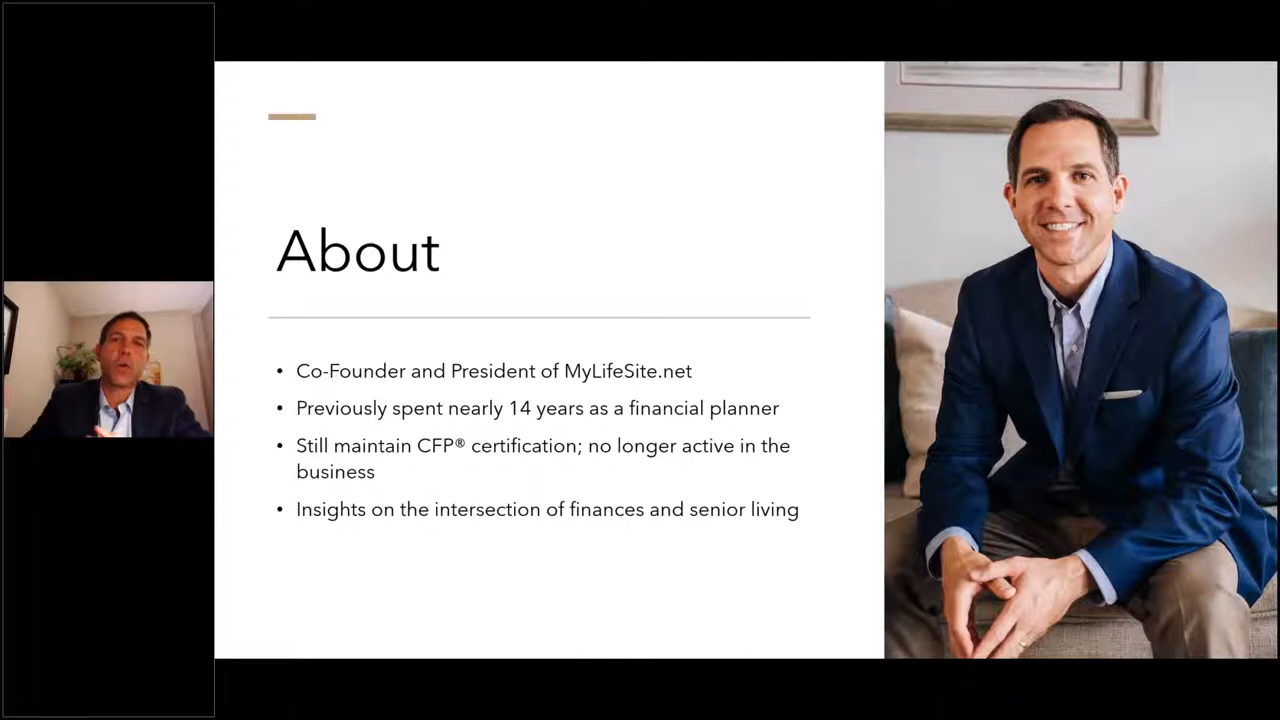 About
• Co-Founder and President of MyLifeSite.net
• Previously spent nearly 14 years as a financial planner
• Still maintain CFP® certification; no longer active in the
business
• Insights on the intersection of finances and senior living